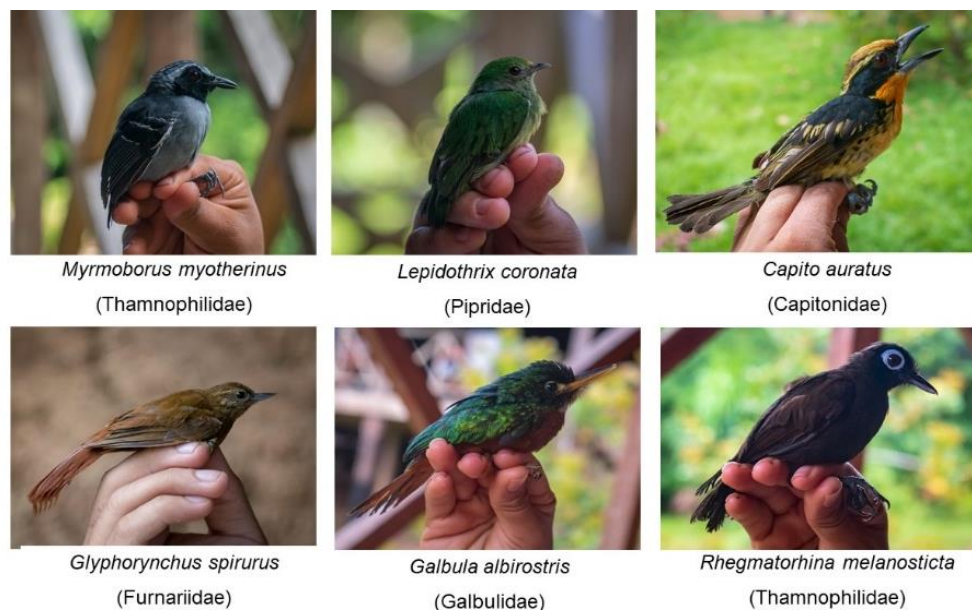 Myrmoborus myotherinus
(Thamnophilidae)
Lepidothrix coronata
(Pipridae)
Capito auratus
(Capitonidae)
Glyphorynchus spirurus
(Furnariidae)
Galbula albirostris
(Galbulidae)
Rhegmatorhina melanosticta
(Thamnophilidae)